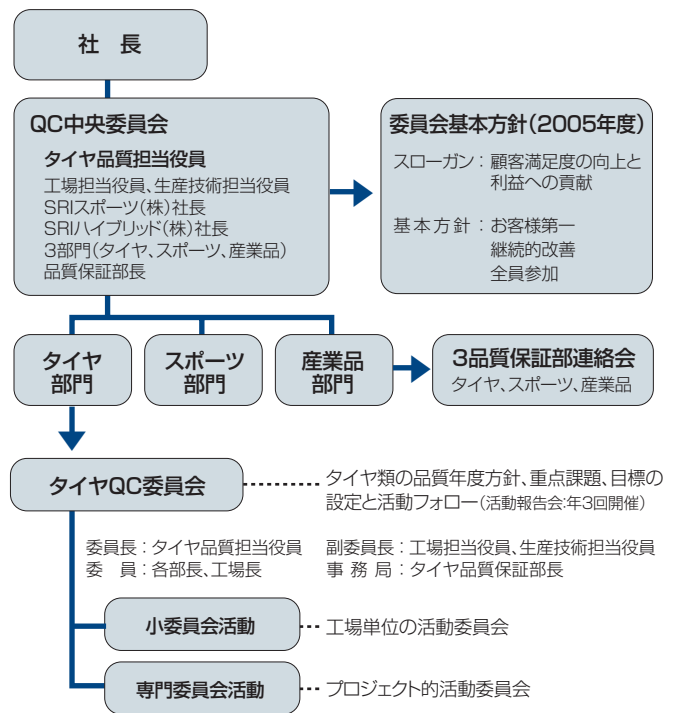 社 長
QC中央委員会
タイヤ品質担当役員
工場担当役員、生産技術担当役員
SRIスポーツ(株)社長
SRIハイブリッド(株)社長
3部門(タイヤ、スポーツ、産業品)
品質保証部長
委員会基本方針(2005年度)
スローガン：顧客満足度の向上と
利益への貢献
基本方針：お客様第一
継続的改善
全員参加
タイヤ
部門
スポーツ
部門
産業品
部門
3品質保証部連絡会
タイヤ、スポーツ、産業品
タイヤQC委員会
タイヤ類の品質年度方針、重点課題、目標の
設定と活動フォロー(活動報告会:年3回開催)
委員長：タイヤ品質担当役員
委 員：各部長、工場長
副委員長：工場担当役員、生産技術担当役員
事務局：タイヤ品質保証部長
小委員会活動
工場単位の活動委員会
専門委員会活動
プロジェクト的活動委員会